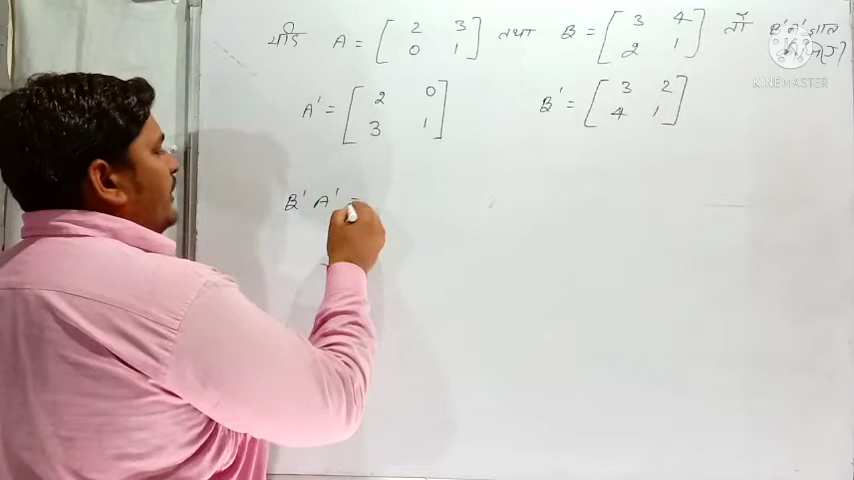 यदि A = [ 2 3 0 1 ] तथा B = [ 3 4 2 1 ] तो B'A' ज्ञात कीजिए?
A' = [ 2 0 3 1 ] B' = [ 3 2 4 1 ]
B' A' =
KINEMASTER